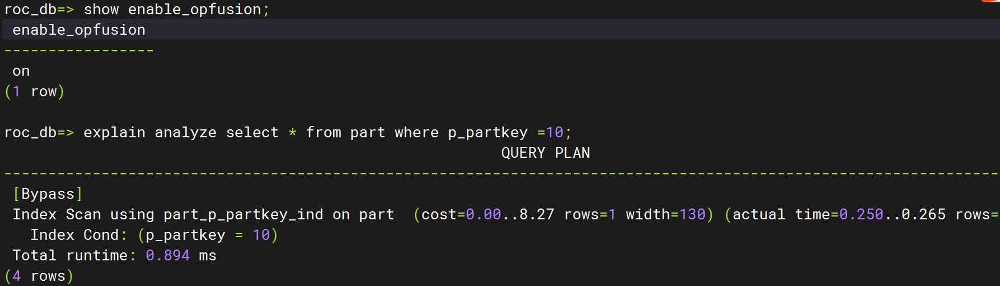 roc_db=> show enable_opfusion;
 enable_opfusion
-----------------
 on
(1 row)
roc_db=> explain analyze select * from part where p_partkey =10;
QUERY PLAN
----------------------------------------------------------------------------------------------------------------
 [Bypass]
 Index Scan using part_p_partkey_ind on part  (cost=0.00..8.27 rows=1 width=130) (actual time=0.250..0.265 rows=
   Index Cond: (p_partkey = 10)
 Total runtime: 0.894 ms
(4 rows)